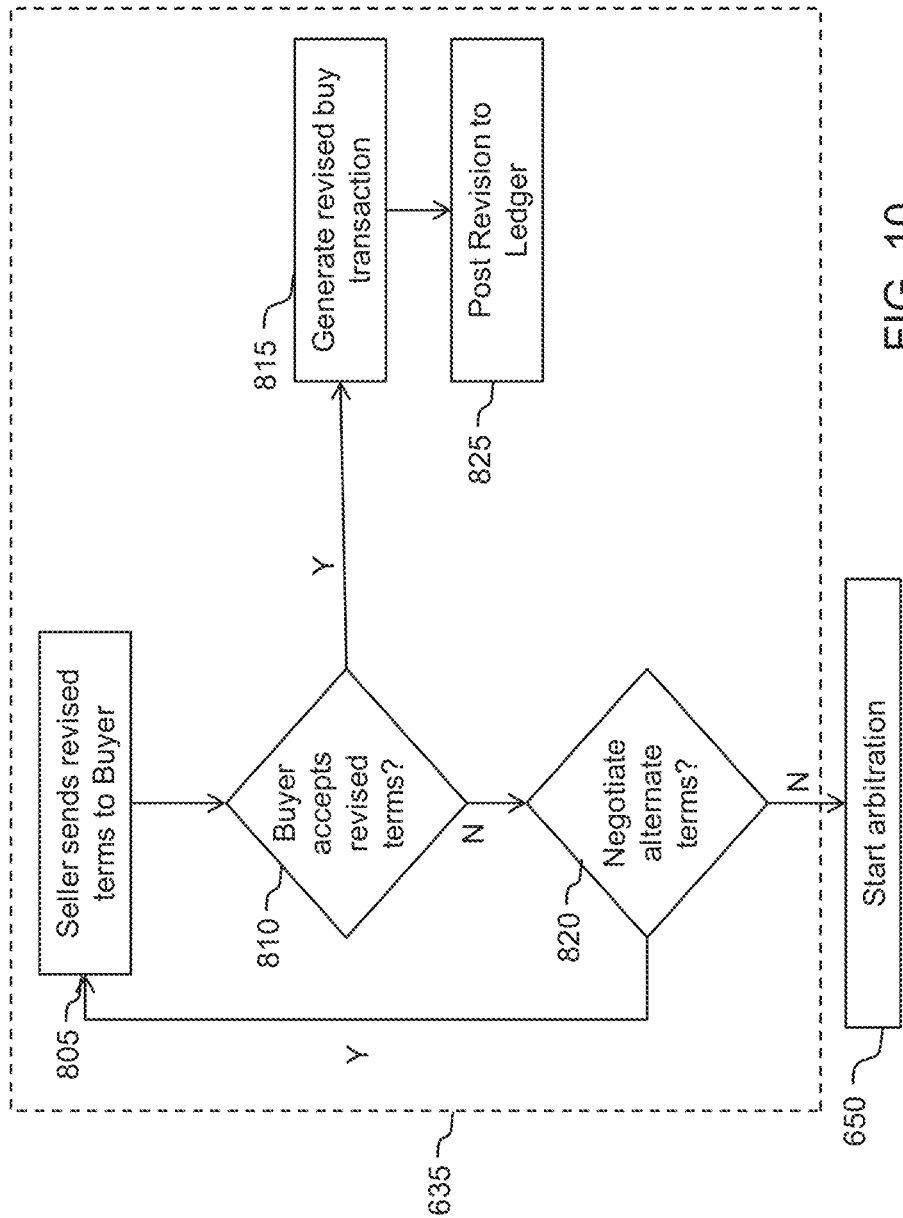 805
Seller sends revised
terms to Buyer
810
Buyer
accepts
revised
terms?
Y
815
Generate revised buy
transaction
825
Post Revision to
Ledger
N
820
Negotiate
alternate
terms?
Y
N
635
650
Start arbitration
FIG. 10